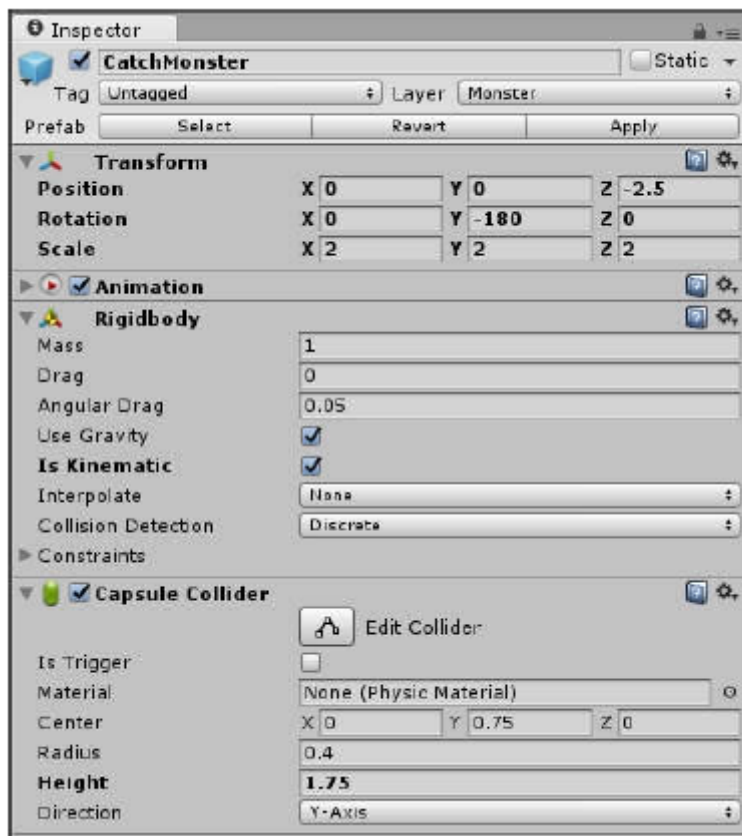 Inspector
CatchMonster Static
Tag Untagged Layer Monster
Prefab Select Revert Apply
Transform
Position X 0 Y 0 Z -2.5
Rotation X 0 Y -180 Z 0
Scale X 2 Y 2 Z 2
Animation
Rigidbody
Mass 1
Drag 0
Angular Drag 0.05
Use Gravity
Is Kinematic
Interpolate None
Collision Detection Discrete
Constraints
Capsule Collider
Edit Collider
Is Trigger
Material None (Physic Material)
Center X 0 Y 0.75 Z 0
Radius 0.4
Height 1.75
Direction Y-Axis